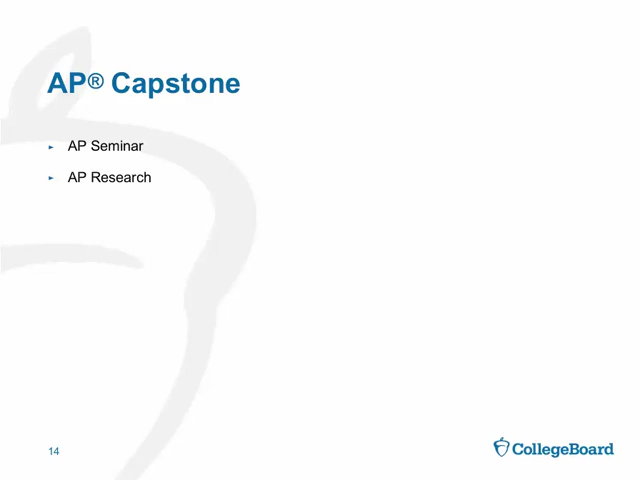 AP® Capstone
► AP Seminar
► AP Research
14
CollegeBoard